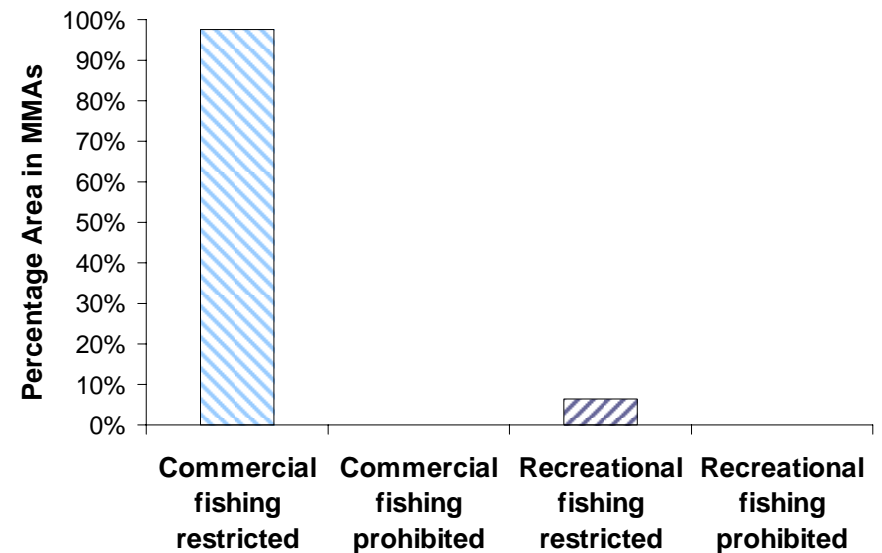 100%
90%
80%
70%
60%
50%
40%
30%
20%
10%
0%
Percentage Area in MMAs
Commercial fishing restricted
Commercial fishing prohibited
Recreational fishing restricted
Recreational fishing prohibited